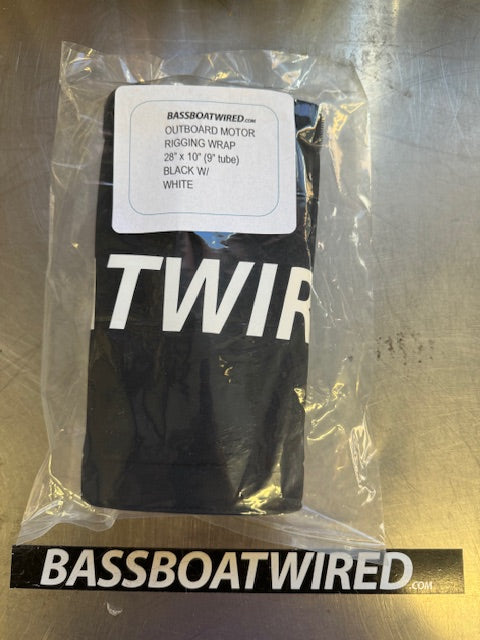 BASSBOATWIRED.COM
OUTBOARD MOTOR
RIGGING WRAP
28" x 10" (9" tube)
BLACK W/
WHITE
TWIR
BASSBOATWIRED.COM